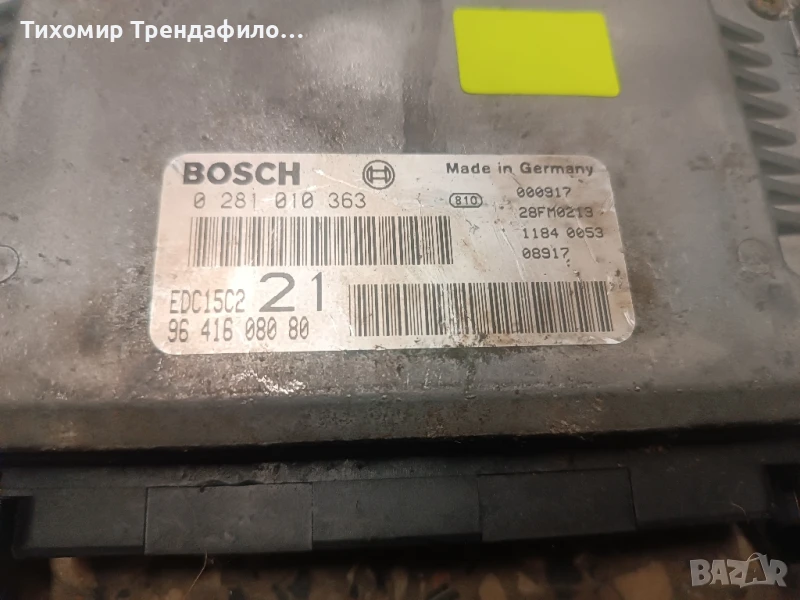 Тихомир Трендафило...
BOSCH
Made in Germany
0 281 010 363
810
000917
28FM0213
1184 0053
08917
EDC15C2 21
96 416 080 80
BAZAR